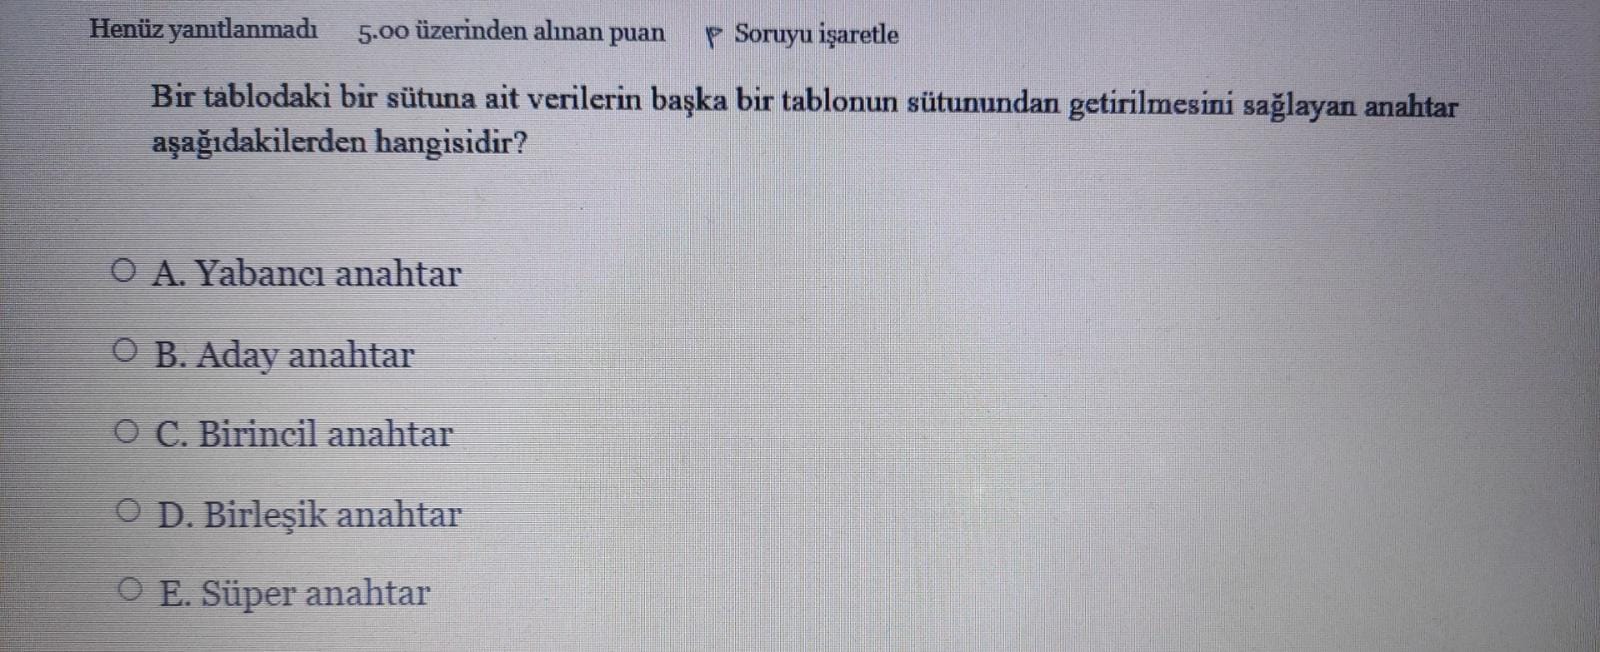 Henüz yanıtlanmadı 5.00 üzerinden alınan puan Soruyu işaretle
Bir tablodaki bir sütuna ait verilerin başka bir tablonun sütunundan getirilmesini sağlayan anahtar
aşağıdakilerden hangisidir?
A. Yabancı anahtar
B. Aday anahtar
C. Birincil anahtar
D. Birleşik anahtar
E. Süper anahtar